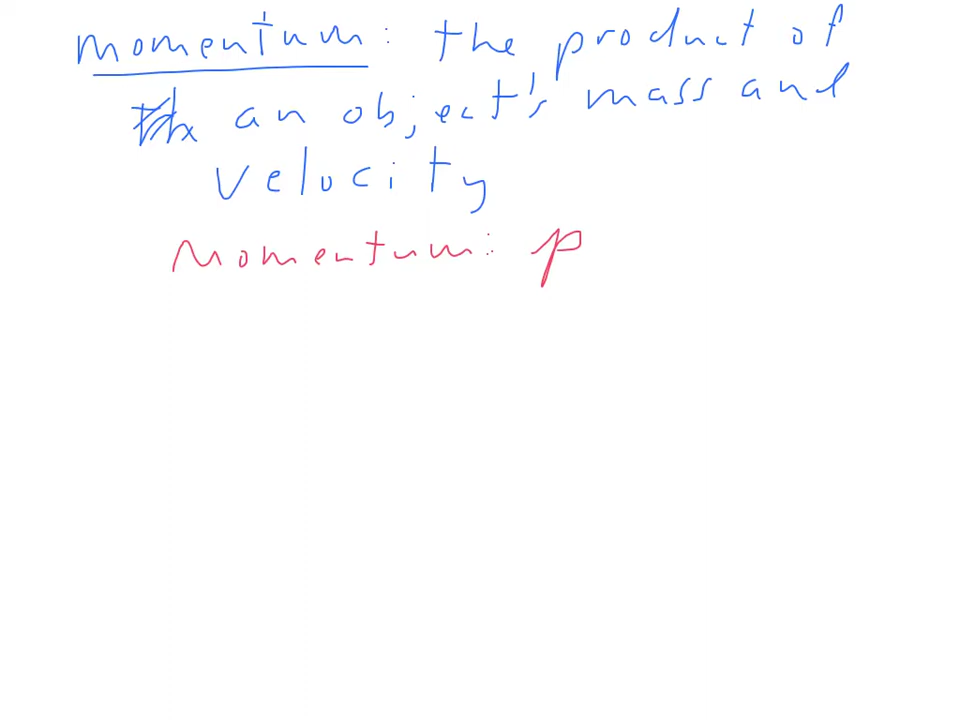 momentum: the product of
an object's mass and
velocity
Momentum: p